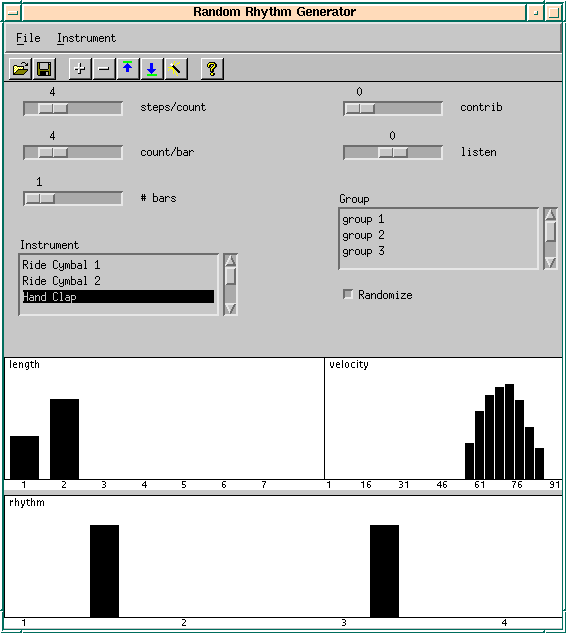 Random Rhythm Generator
File Instrument
?
4
steps/count
4
count/bar
1
# bars
0
contrib
0
listen
Group
group 1
group 2
group 3
Randomize
Instrument
Ride Cymbal 1
Ride Cymbal 2
Hand Clap
length
1 2 3 4 5 6 7
velocity
1 16 31 46 61 76 91
rhythm
1 2 3 4